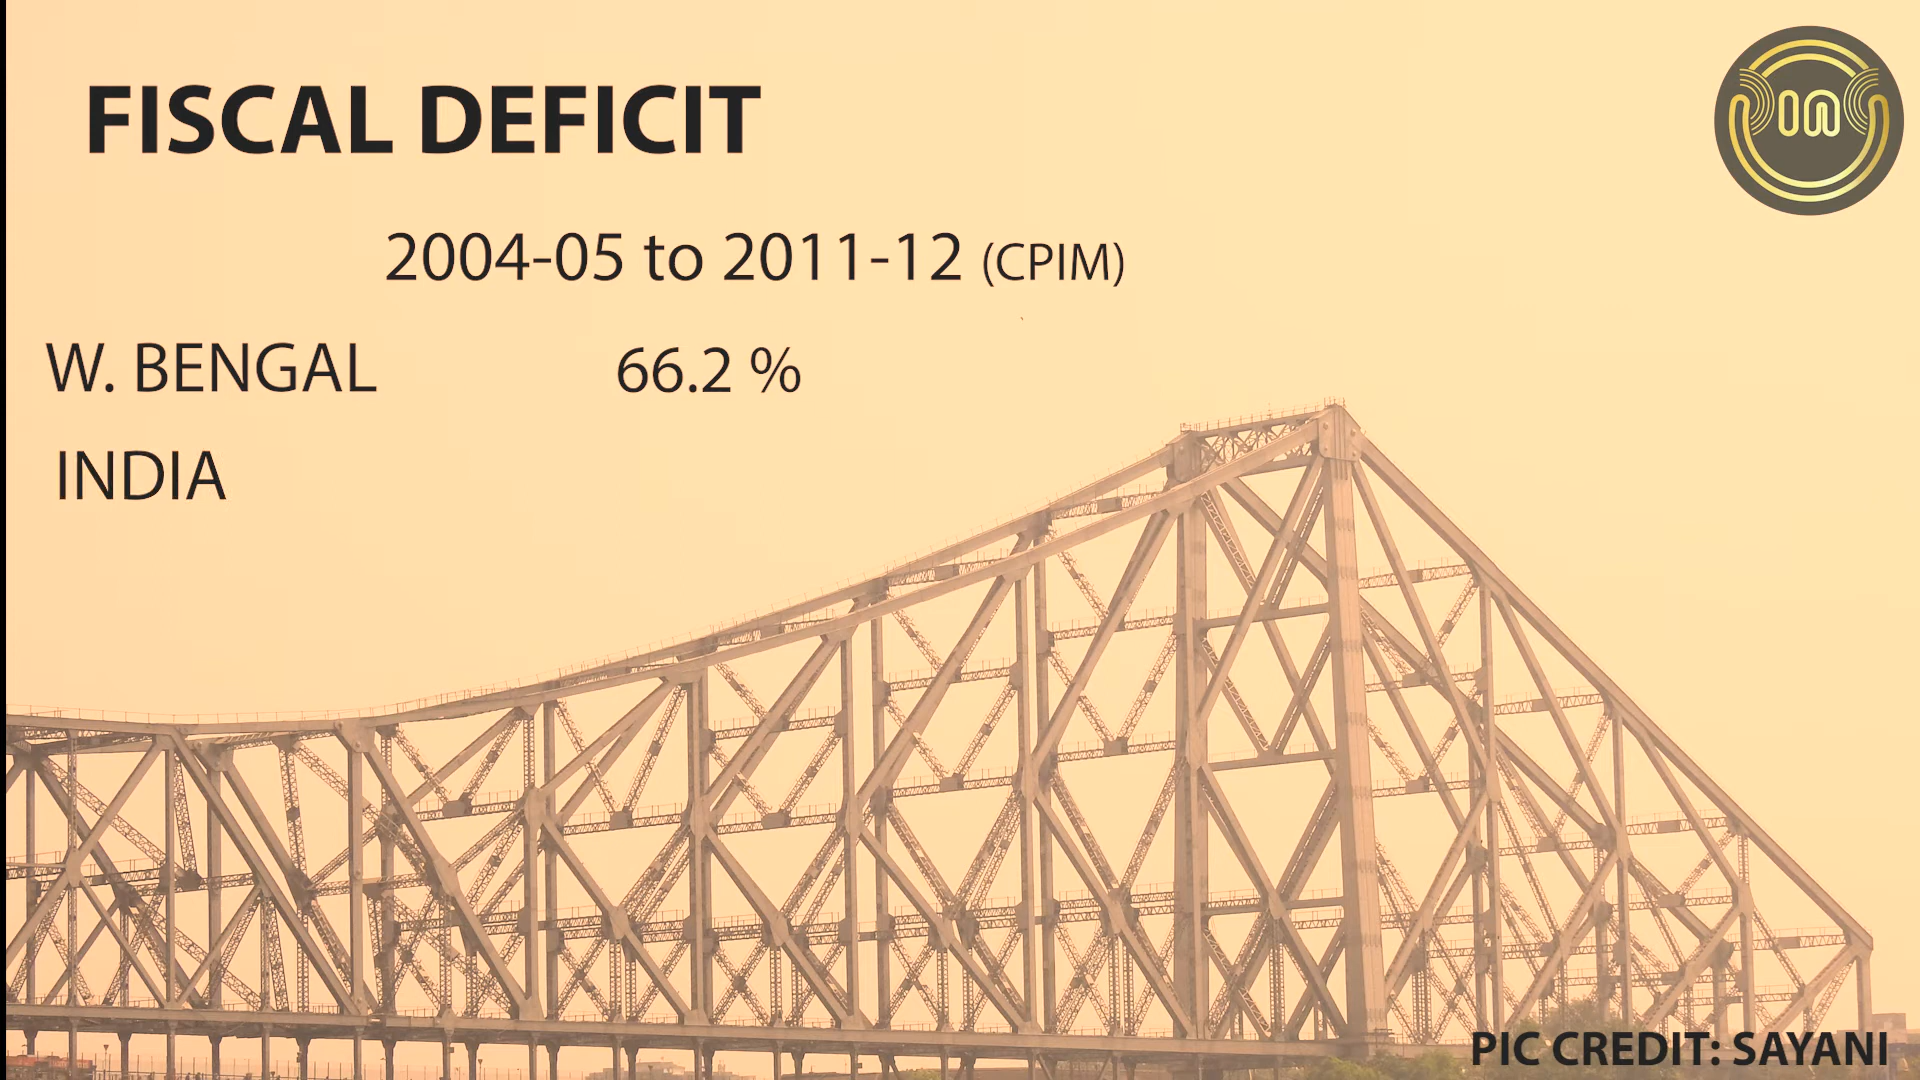 FISCAL DEFICIT
2004-05 to 2011-12 (CPIM)
W. BENGAL 66.2 %
INDIA
PIC CREDIT: SAYANI